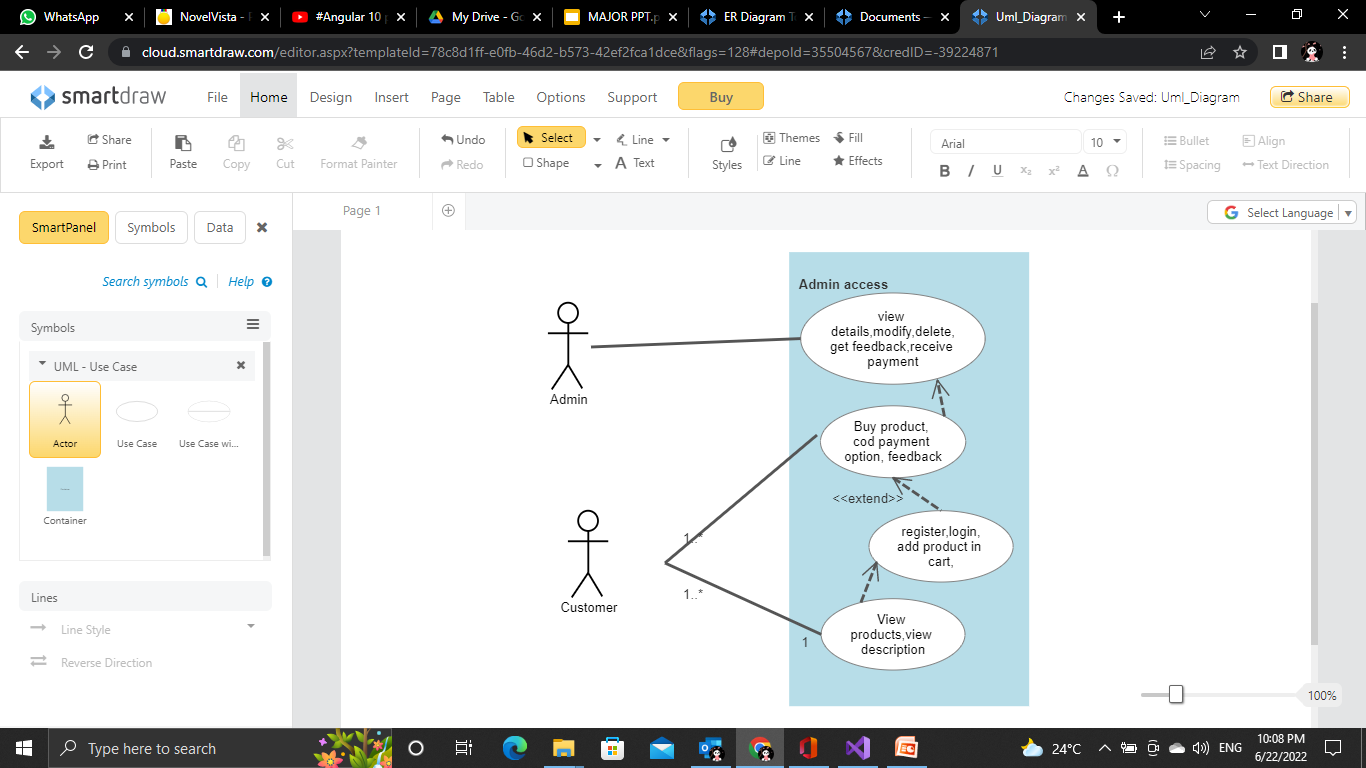 WhatsApp
NovelVista -
#Angular 10
My Drive - Go
MAJOR PPT.p
ER Diagram T
Documents –
Uml_Diagram
cloud.smartdraw.com/editor.aspx?templateId=78c8d1ff-e0fb-46d2-b573-42ef2fca1dce&flags=128#depoId=35504567&credID=-39224871
smartdraw
File Home Design Insert Page Table Options Support Buy
Changes Saved: Uml_Diagram
Share
Export
Share
Print
Paste
Copy
Cut
Format Painter
Undo
Redo
Select
Shape
Line
Text
Styles
Themes
Line
Fill
Effects
Arial
10
B I U x₂ x² A Ω
Bullet
Spacing
Align
Text Direction
SmartPanel
Symbols
Data
Page 1
Select Language
Search symbols
Help
Symbols
UML - Use Case
Actor
Use Case
Use Case wi...
Container
Lines
Line Style
Reverse Direction
Admin access
view
details,modify,delete,
get feedback,receive
payment
Admin
Buy product,
cod payment
option, feedback
<<extend>>
register,login,
add product in
cart,
Customer
1..*
1..*
1
View
products,view
description
100%
Type here to search
24°C
ENG
10:08 PM
6/22/2022